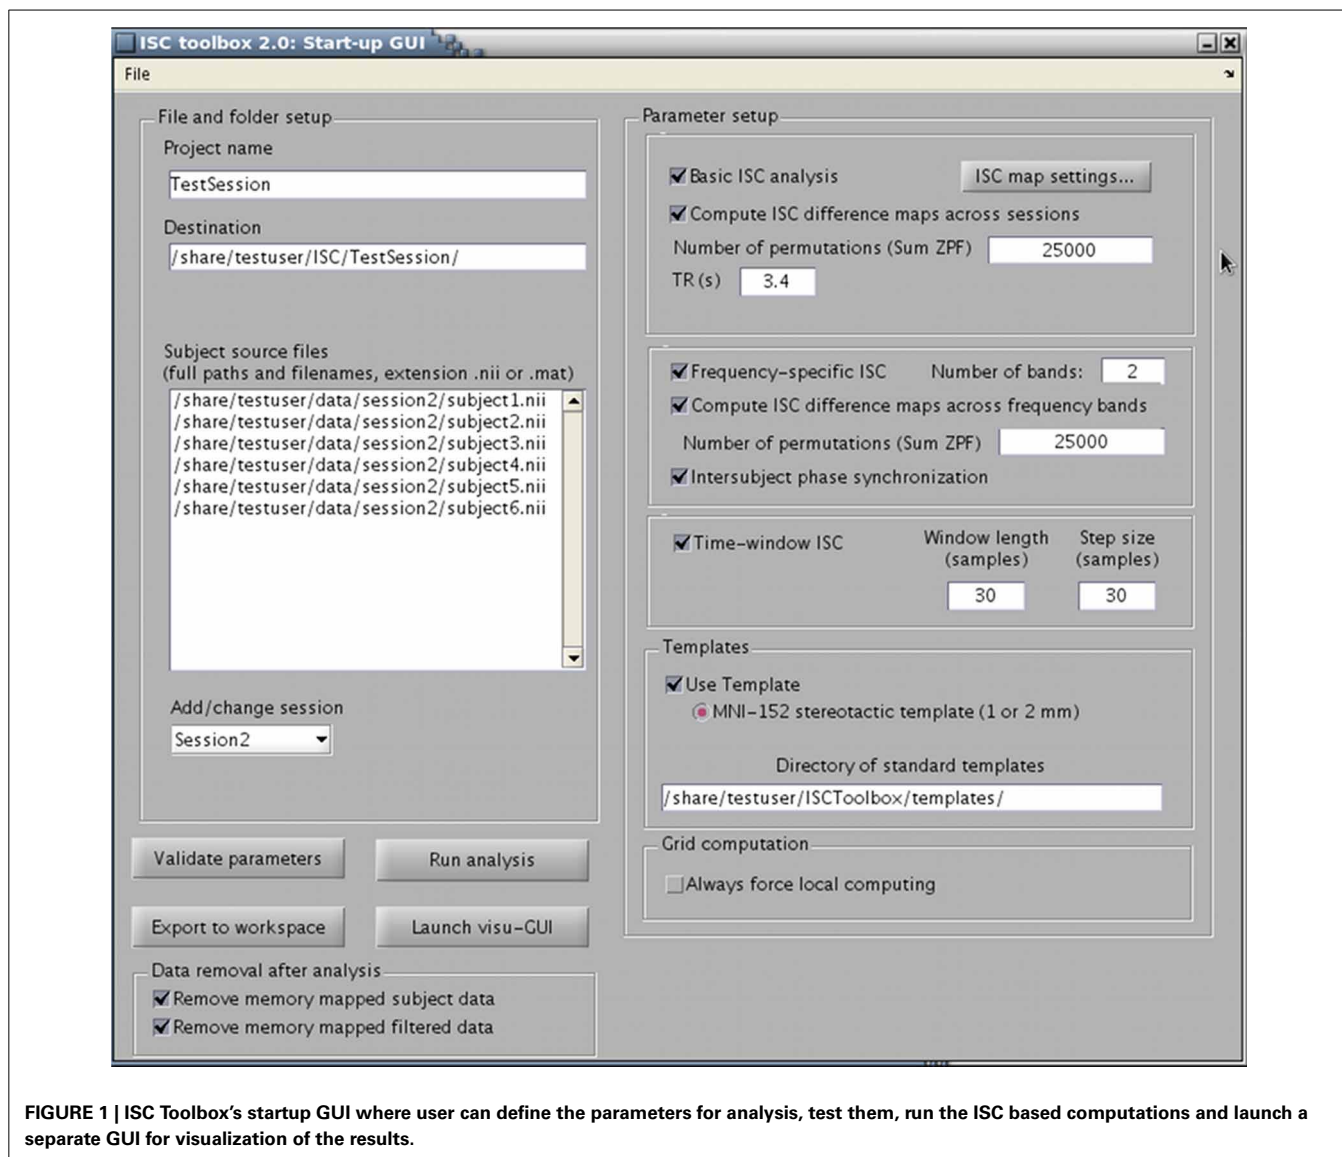 ISC toolbox 2.0: Start-up GUI
File
File and folder setup
Project name
TestSession
Destination
/share/testuser/ISC/TestSession/
Subject source files
(full paths and filenames, extension .nii or .mat)
/share/testuser/data/session2/subject1.nii
/share/testuser/data/session2/subject2.nii
/share/testuser/data/session2/subject3.nii
/share/testuser/data/session2/subject4.nii
/share/testuser/data/session2/subject5.nii
/share/testuser/data/session2/subject6.nii
Add/change session
Session2
Validate parameters
Run analysis
Export to workspace
Launch visu-GUI
Data removal after analysis
Remove memory mapped subject data
Remove memory mapped filtered data
Parameter setup
Basic ISC analysis
ISC map settings...
Compute ISC difference maps across sessions
Number of permutations (Sum ZPF) 25000
TR (s) 3.4
Frequency-specific ISC Number of bands: 2
Compute ISC difference maps across frequency bands
Number of permutations (Sum ZPF) 25000
Intersubject phase synchronization
Time-window ISC
Window length
(samples)
30
Step size
(samples)
30
Templates
Use Template
MNI-152 stereotactic template (1 or 2 mm)
Directory of standard templates
/share/testuser/ISCToolbox/templates/
Grid computation
Always force local computing
FIGURE 1 | ISC Toolbox's startup GUI where user can define the parameters for analysis, test them, run the ISC based computations and launch a
separate GUI for visualization of the results.